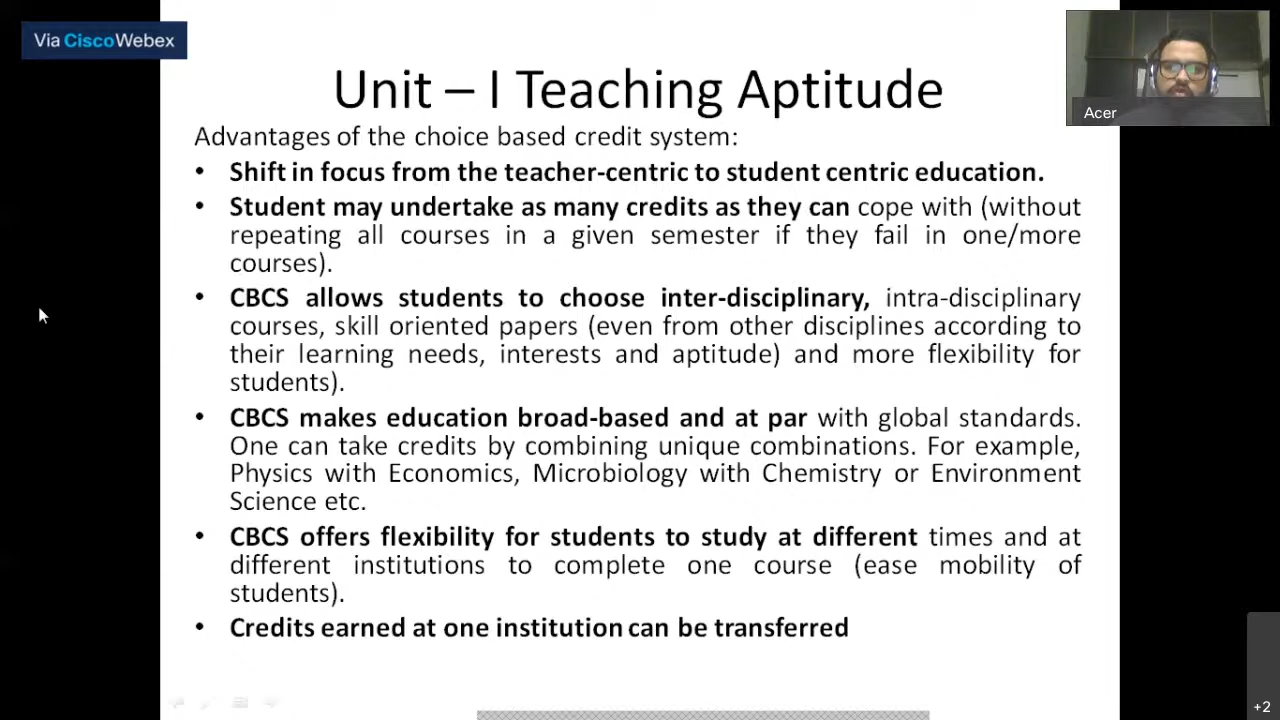 Via CiscoWebex
Acer
Unit – I Teaching Aptitude
Advantages of the choice based credit system:
• Shift in focus from the teacher-centric to student centric education.
• Student may undertake as many credits as they can cope with (without
repeating all courses in a given semester if they fail in one/more
courses).
• CBCS allows students to choose inter-disciplinary, intra-disciplinary
courses, skill oriented papers (even from other disciplines according to
their learning needs, interests and aptitude) and more flexibility for
students).
• CBCS makes education broad-based and at par with global standards.
One can take credits by combining unique combinations. For example,
Physics with Economics, Microbiology with Chemistry or Environment
Science etc.
• CBCS offers flexibility for students to study at different times and at
different institutions to complete one course (ease mobility of
students).
• Credits earned at one institution can be transferred
+2